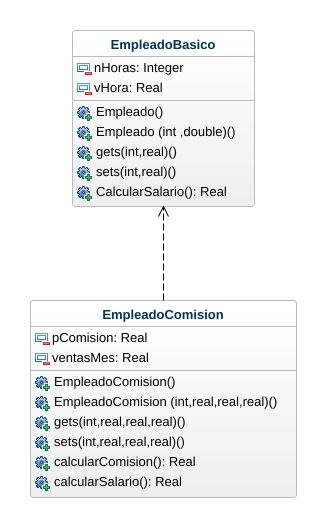 EmpleadoBasico
nHoras: Integer
vHora: Real
Empleado()
Empleado (int ,double)()
gets(int,real)()
sets(int,real)()
CalcularSalario(): Real
EmpleadoComision
pComision: Real
ventasMes: Real
EmpleadoComision()
EmpleadoComision (int,real,real,real)()
gets(int,real,real,real)()
sets(int,real,real,real)()
calcularComision(): Real
calcularSalario(): Real